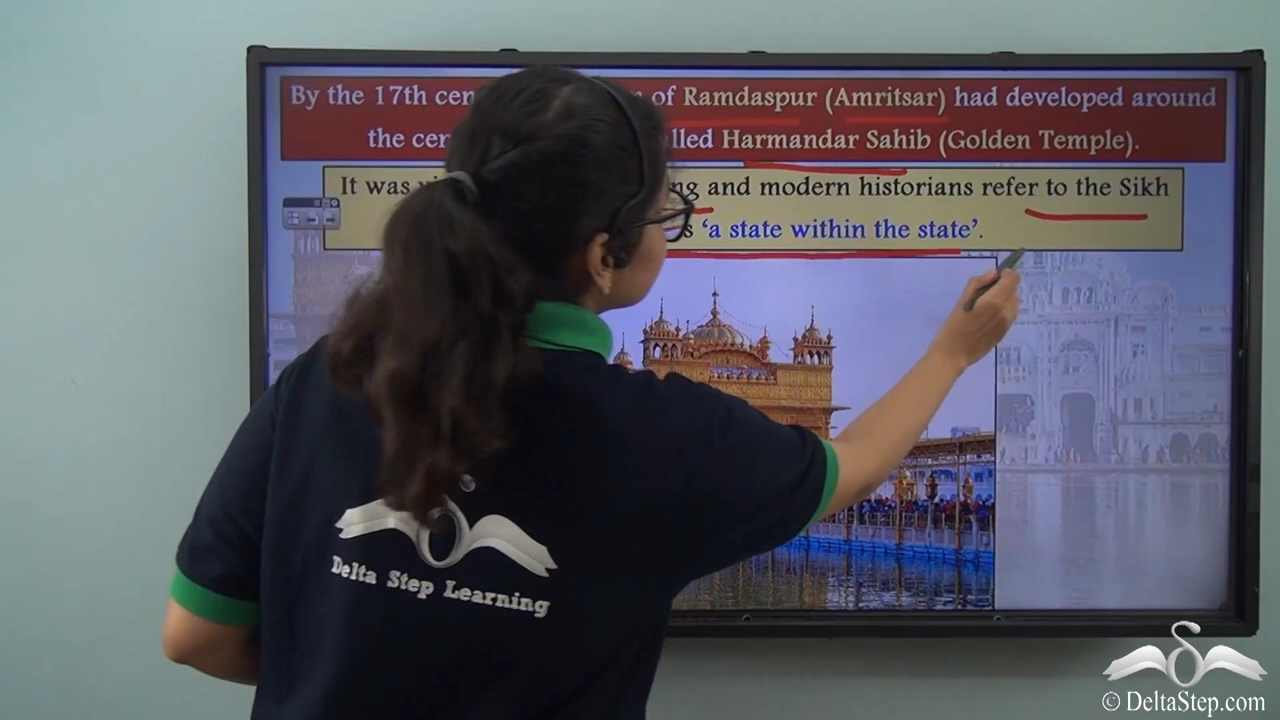 By the 17th cen of Ramdaspur (Amritsar) had developed around
the cen lled Harmandar Sahib (Golden Temple).
It was ng and modern historians refer to the Sikh
s 'a state within the state'.
Delta Step Learning
© DeltaStep.com